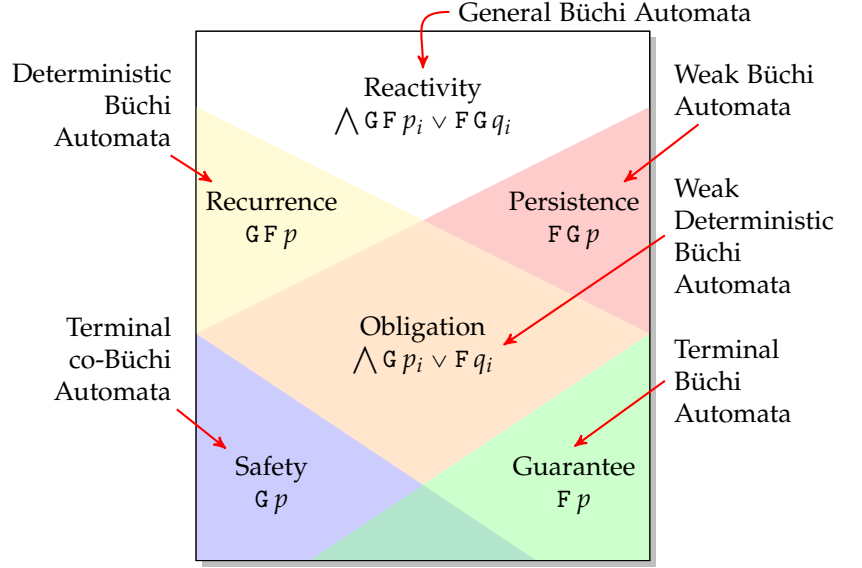 General Büchi Automata
Deterministic
Büchi
Automata
Reactivity
⋀ G F pᵢ ∨ F G qᵢ
Weak Büchi
Automata
Recurrence
G F p
Persistence
F G p
Weak
Deterministic
Büchi
Automata
Terminal
co-Büchi
Automata
Obligation
⋀ G pᵢ ∨ F qᵢ
Terminal
Büchi
Automata
Safety
G p
Guarantee
F p